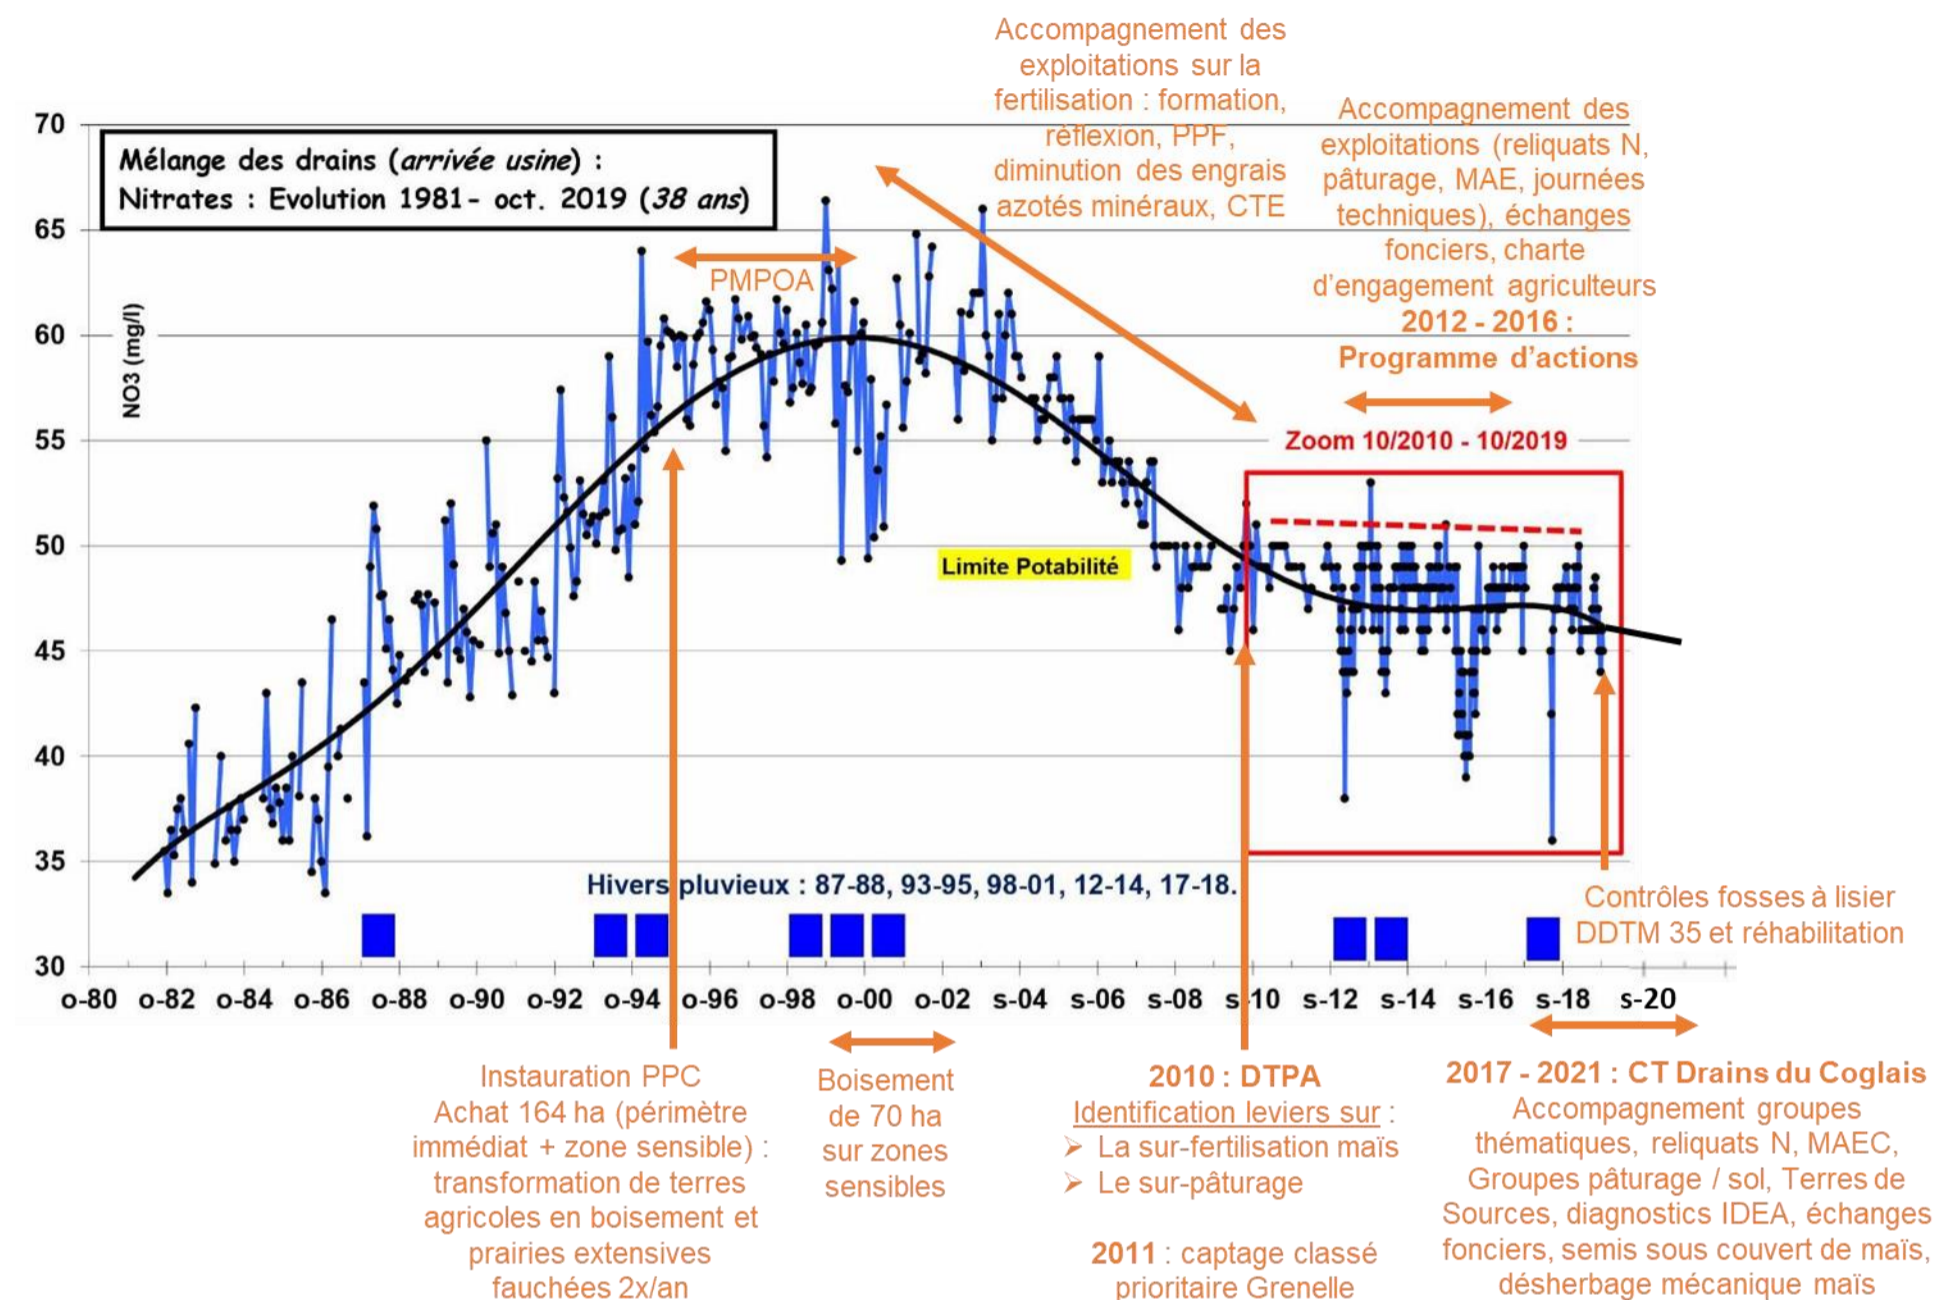 Accompagnement des
exploitations sur la
fertilisation : formation,
réflexion, PPF,
diminution des engrais
azotés minéraux, CTE
Accompagnement des
exploitations (reliquats N,
pâturage, MAE, journées
techniques), échanges
fonciers, charte
d'engagement agriculteurs
2012 - 2016 :
Programme d'actions
Mélange des drains (arrivée usine) :
Nitrates : Evolution 1981- oct. 2019 (38 ans)
PMPOA
NO3 (mg/l)
70
65
60
55
50
45
40
35
30
Zoom 10/2010 - 10/2019
Limite Potabilité
Hivers pluvieux : 87-88, 93-95, 98-01, 12-14, 17-18.
Contrôles fosses à lisier
DDTM 35 et réhabilitation
o-80 o-82 o-84 o-86 o-88 o-90 o-92 o-94 o-96 o-98 o-00 o-02 s-04 s-06 s-08 s-10 s-12 s-14 s-16 s-18 s-20
Instauration PPC
Achat 164 ha (périmètre
immédiat + zone sensible) :
transformation de terres
agricoles en boisement et
prairies extensives
fauchées 2x/an
Boisement
de 70 ha
sur zones
sensibles
2010 : DTPA
Identification leviers sur :
➢ La sur-fertilisation maïs
➢ Le sur-pâturage
2011 : captage classé
prioritaire Grenelle
2017 - 2021 : CT Drains du Coglais
Accompagnement groupes
thématiques, reliquats N, MAEC,
Groupes pâturage / sol, Terres de
Sources, diagnostics IDEA, échanges
fonciers, semis sous couvert de maïs,
désherbage mécanique maïs